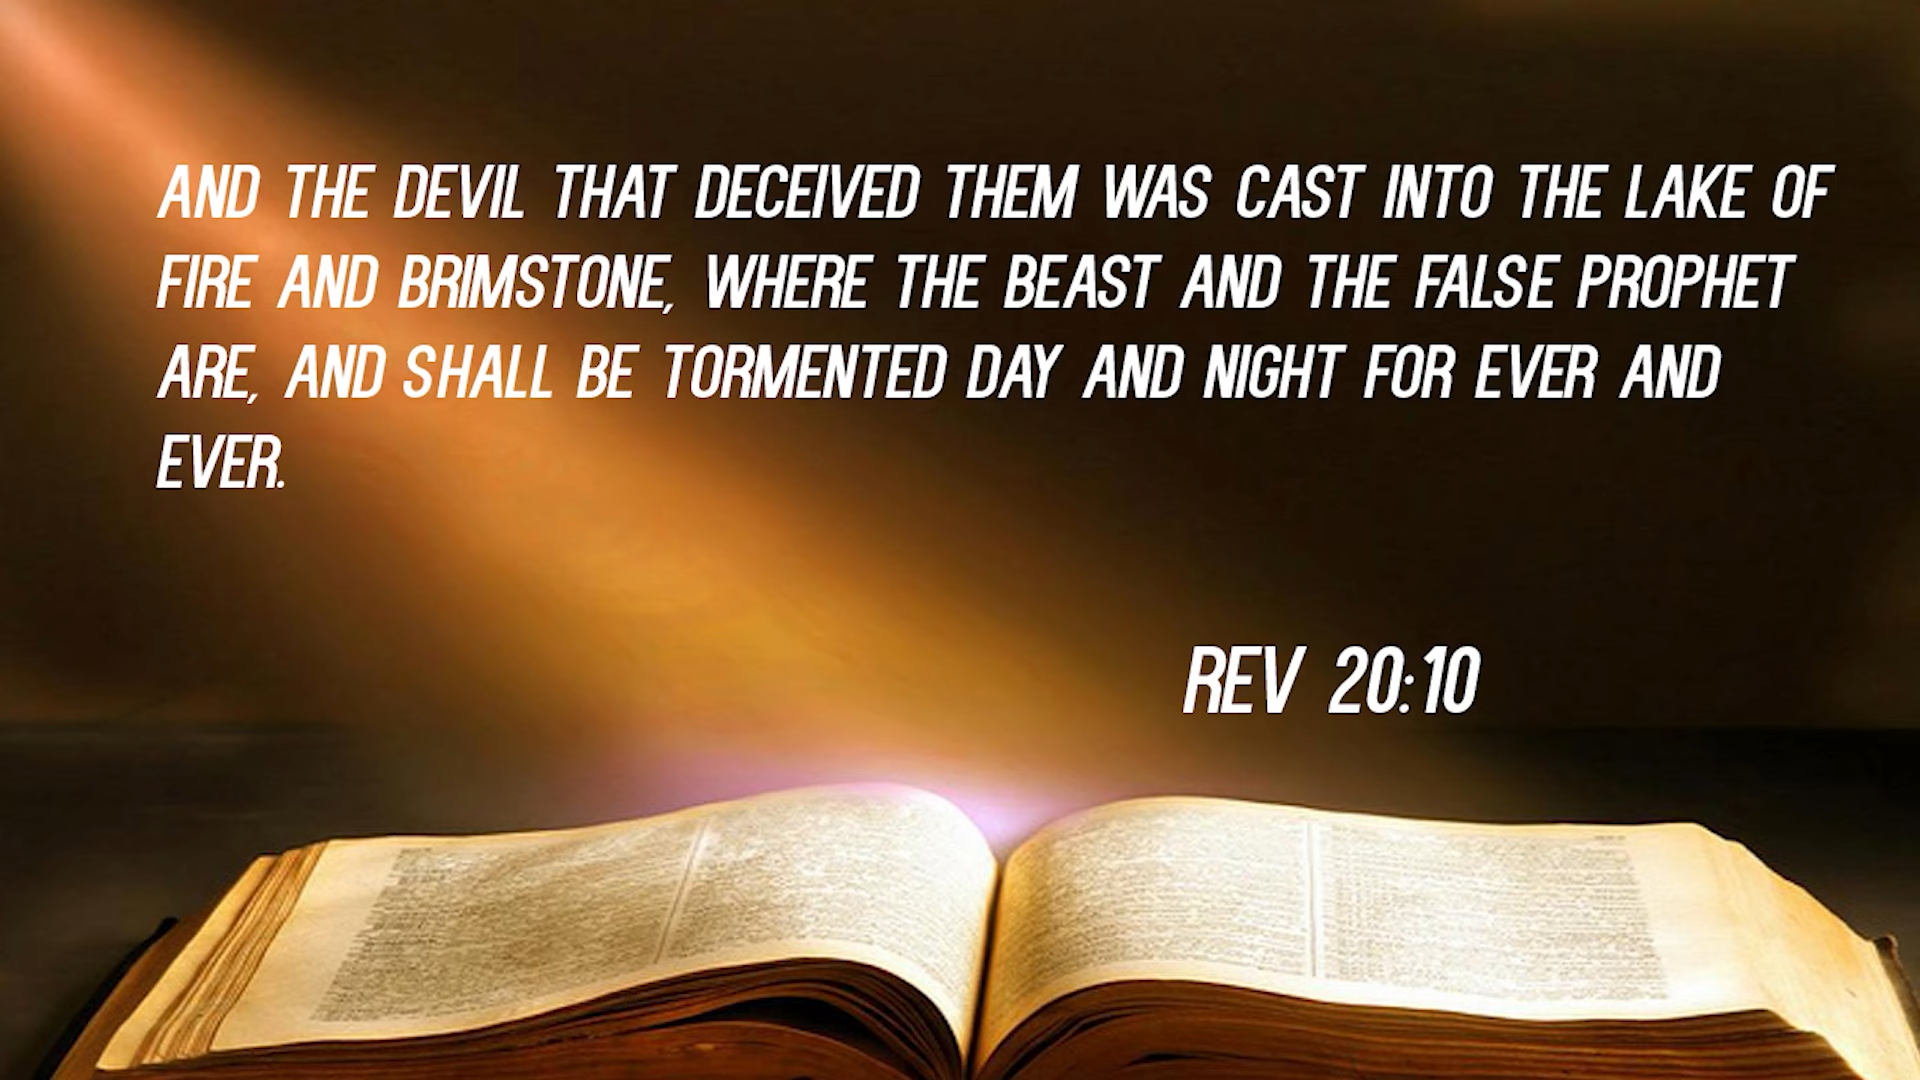 AND THE DEVIL THAT DECEIVED THEM WAS CAST INTO THE LAKE OF
FIRE AND BRIMSTONE, WHERE THE BEAST AND THE FALSE PROPHET
ARE, AND SHALL BE TORMENTED DAY AND NIGHT FOR EVER AND
EVER.
REV 20:10